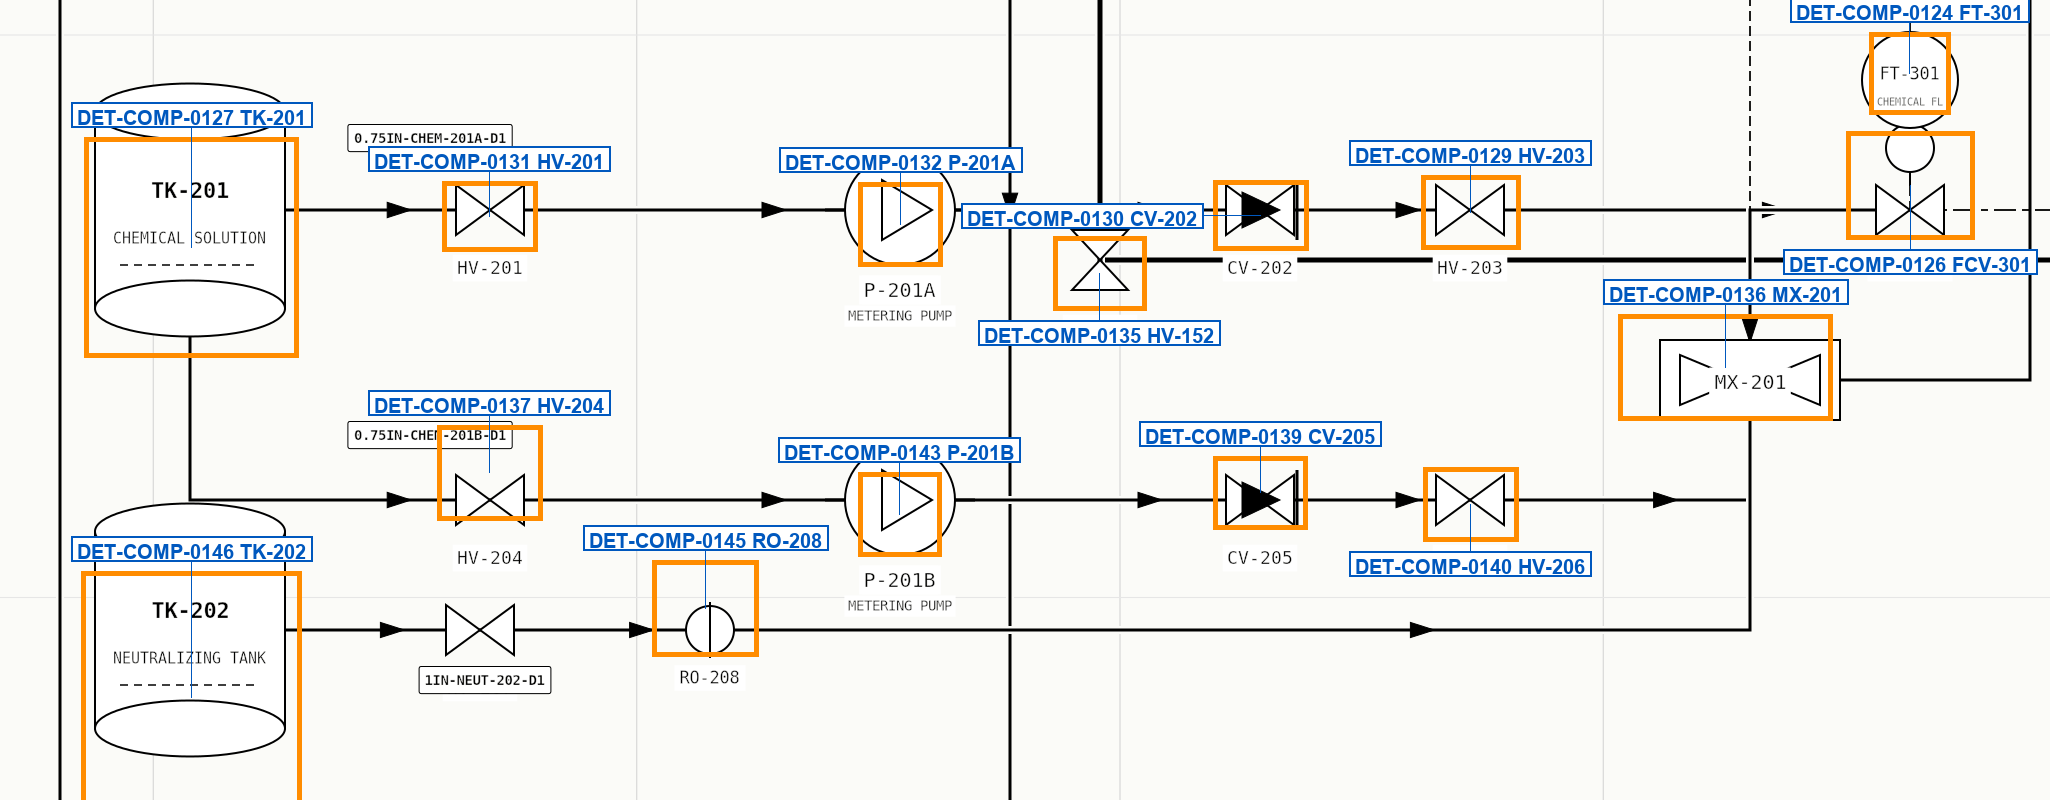 DET-COMP-0124 FT-301
FT-301
CHEMICAL FL
DET-COMP-0127 TK-201
0.75IN-CHEM-201A-D1
DET-COMP-0131 HV-201
DET-COMP-0132 P-201A
DET-COMP-0129 HV-203
TK-201
CHEMICAL SOLUTION
DET-COMP-0130 CV-202
HV-201
CV-202
HV-203
DET-COMP-0126 FCV-301
P-201A
METERING PUMP
DET-COMP-0136 MX-201
DET-COMP-0135 HV-152
MX-201
DET-COMP-0137 HV-204
0.75IN-CHEM-201B-D1
DET-COMP-0143 P-201B
DET-COMP-0139 CV-205
HV-204
CV-205
DET-COMP-0140 HV-206
DET-COMP-0146 TK-202
DET-COMP-0145 RO-208
P-201B
METERING PUMP
TK-202
NEUTRALIZING TANK
1IN-NEUT-202-D1
RO-208